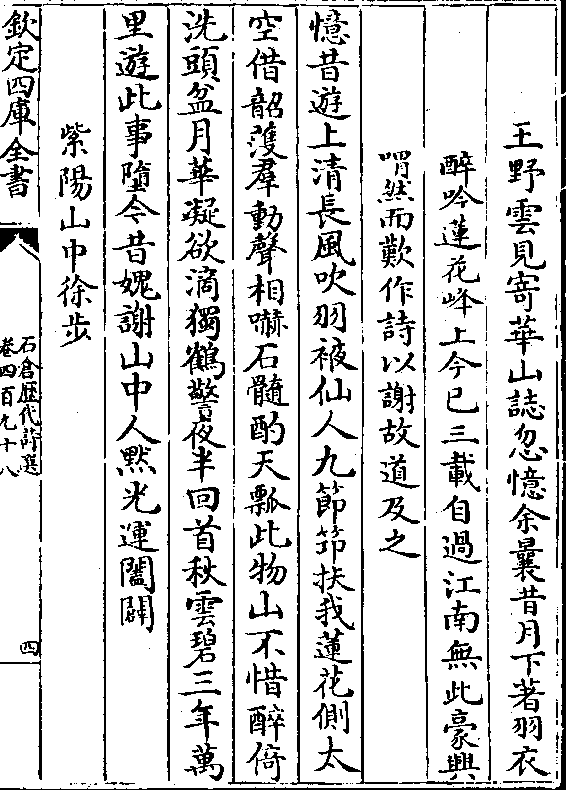 王野雲見寄華山誌忽憶余曩昔月下著羽衣
醉吟蓮花峰上今已三載自過江南無此豪興
喟然而歎作詩以謝故道及之
憶昔遊上清長風吹羽袯仙人九節笻扶我蓮花側太
空借韶濩羣動聲相嚇石髓酌天瓢此物山不惜醉倚
洗頭盆月華凝欲滴獨鶴警夜半回首秋雲碧三年萬
里遊此事墮令昔媿謝山中人黙光運闔闢
紫陽山中徐步
欽定四庫全書
石倉歴代詩選
卷四百九十八
四